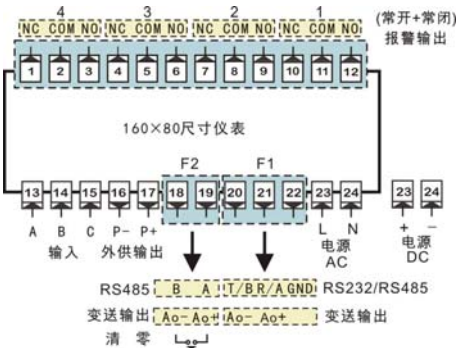 4 3 2 1
NC COM NO NC COM NO NC COM NO NC COM NO (常开+常闭)
报警输出
1 2 3 4 5 6 7 8 9 10 11 12
160×80尺寸仪表
F2 F1
13 14 15 16 17 18 19 20 21 22 23 24 23 24
A B C P- P+ L N + -
输入 外供输出 电源 AC 电源 DC
RS485 B A T/B R/A GND RS232/RS485
变送输出 Ao- Ao+ Ao- Ao+ 变送输出
清 零